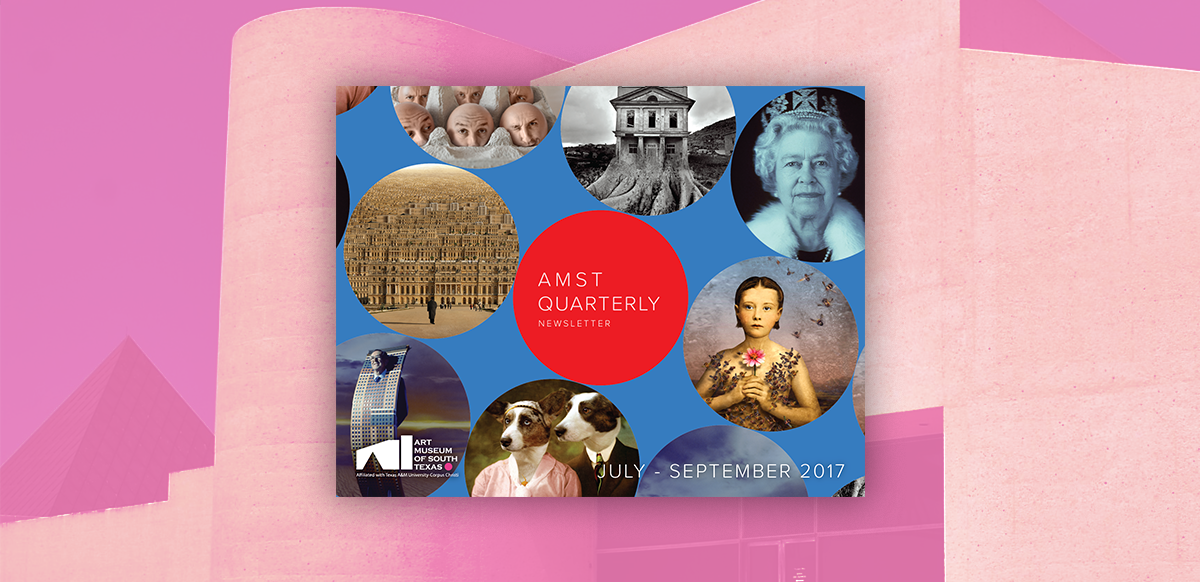 AMST
QUARTERLY
NEWSLETTER
ART
MUSEUM
OF SOUTH
TEXAS
Affiliated with Texas A&M University-Corpus Christi
JULY - SEPTEMBER 2017